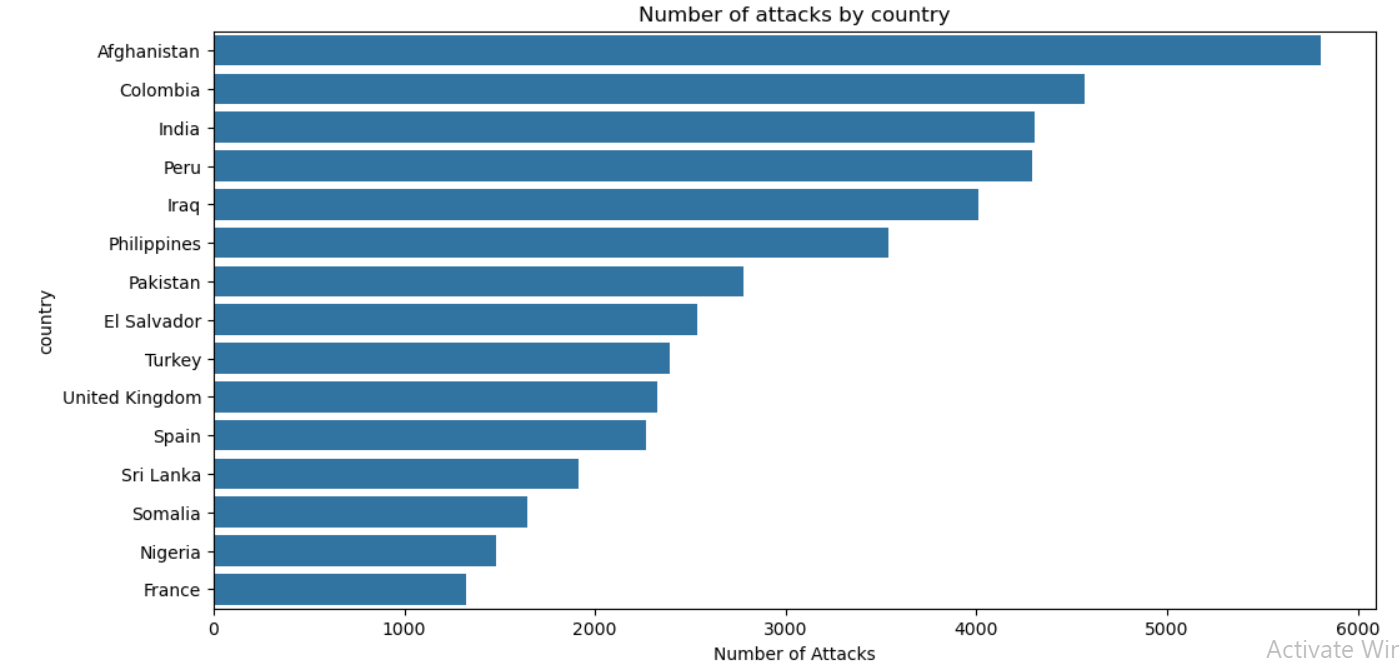 Number of attacks by country
Afghanistan
Colombia
India
Peru
Iraq
Philippines
Pakistan
El Salvador
Turkey
United Kingdom
Spain
Sri Lanka
Somalia
Nigeria
France
country
0 1000 2000 3000 4000 5000 6000
Number of Attacks
Activate Wir